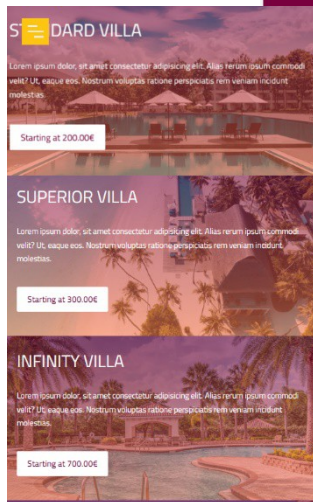 ST DARD VILLA
Lorem ipsum dolor, sit amet consectetur adipisicing elit. Alias rerum ipsum commodi
velit? Ut, eaque eos. Nostrum voluptas ratione perspiciatis rem veniam incidunt
molestias.
Starting at 200.00€
SUPERIOR VILLA
Lorem ipsum dolor, sit amet consectetur adipisicing elit. Alias rerum ipsum commodi
velit? Ut, eaque eos. Nostrum voluptas ratione perspiciatis rem veniam incidunt
molestias.
Starting at 300.00€
INFINITY VILLA
Lorem ipsum dolor, sit amet consectetur adipisicing elit. Alias rerum ipsum commodi
velit? Ut, eaque eos. Nostrum voluptas ratione perspiciatis rem veniam incidunt
molestias.
Starting at 700.00€